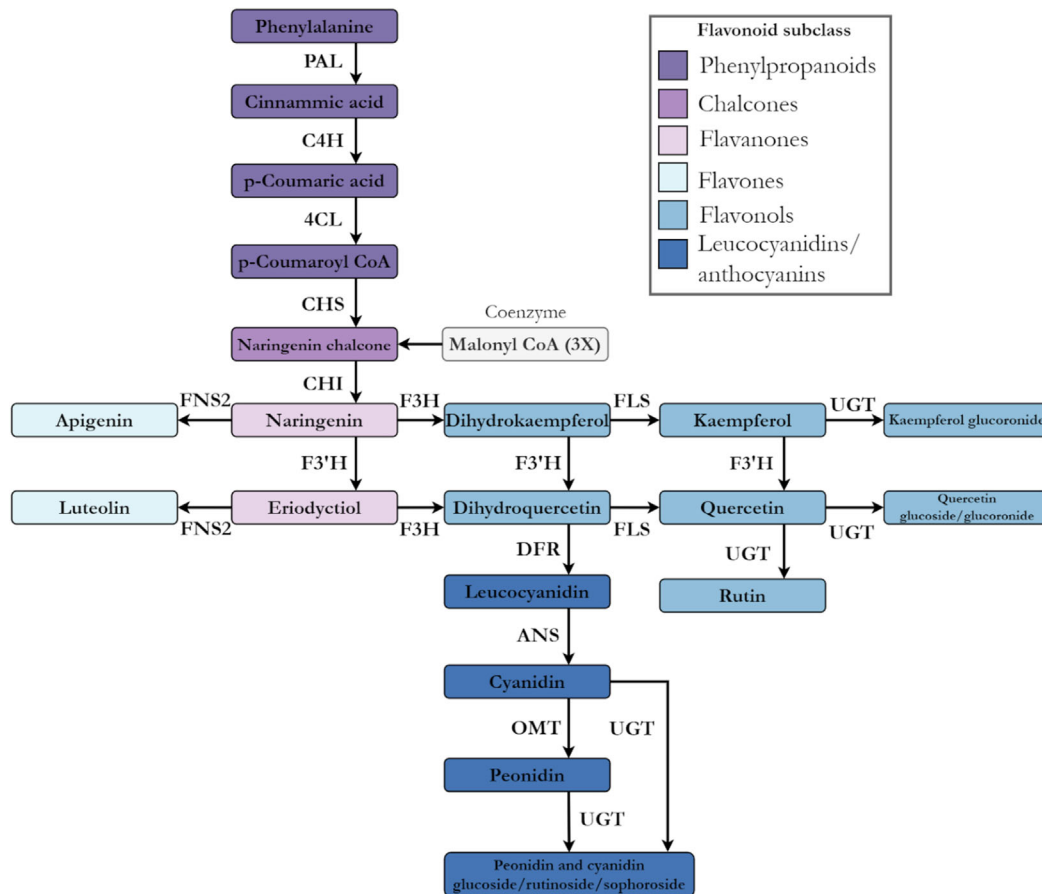 Phenylalanine
PAL
Cinnammic acid
C4H
p-Coumaric acid
4CL
p-Coumaroyl CoA
CHS
Coenzyme
Naringenin chalcone
Malonyl CoA (3X)
CHI
FNS2
F3H
FLS
UGT
Apigenin
Naringenin
Dihydrokaempferol
Kaempferol
Kaempferol glucoronide
F3'H
F3'H
F3'H
Luteolin
Eriodyctiol
Dihydroquercetin
Quercetin
Quercetin
glucoside/glucoronide
FNS2
F3H
FLS
UGT
DFR
UGT
Leucocyanidin
Rutin
ANS
Cyanidin
OMT
UGT
Peonidin
UGT
Peonidin and cyanidin
glucoside/rutinoside/sophoroside
Flavonoid subclass
Phenylpropanoids
Chalcones
Flavanones
Flavones
Flavonols
Leucocyanidins/
anthocyanins